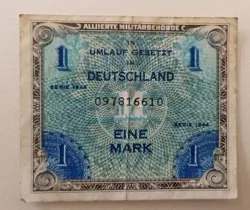 ALLIIERTE MILITÄRBEHÖRDE
IN
UMLAUF GESETZT
IN
DEUTSCHLAND
SERIE 1944
097816610
SERIE 1944
EINE
MARK
1
1
1
1